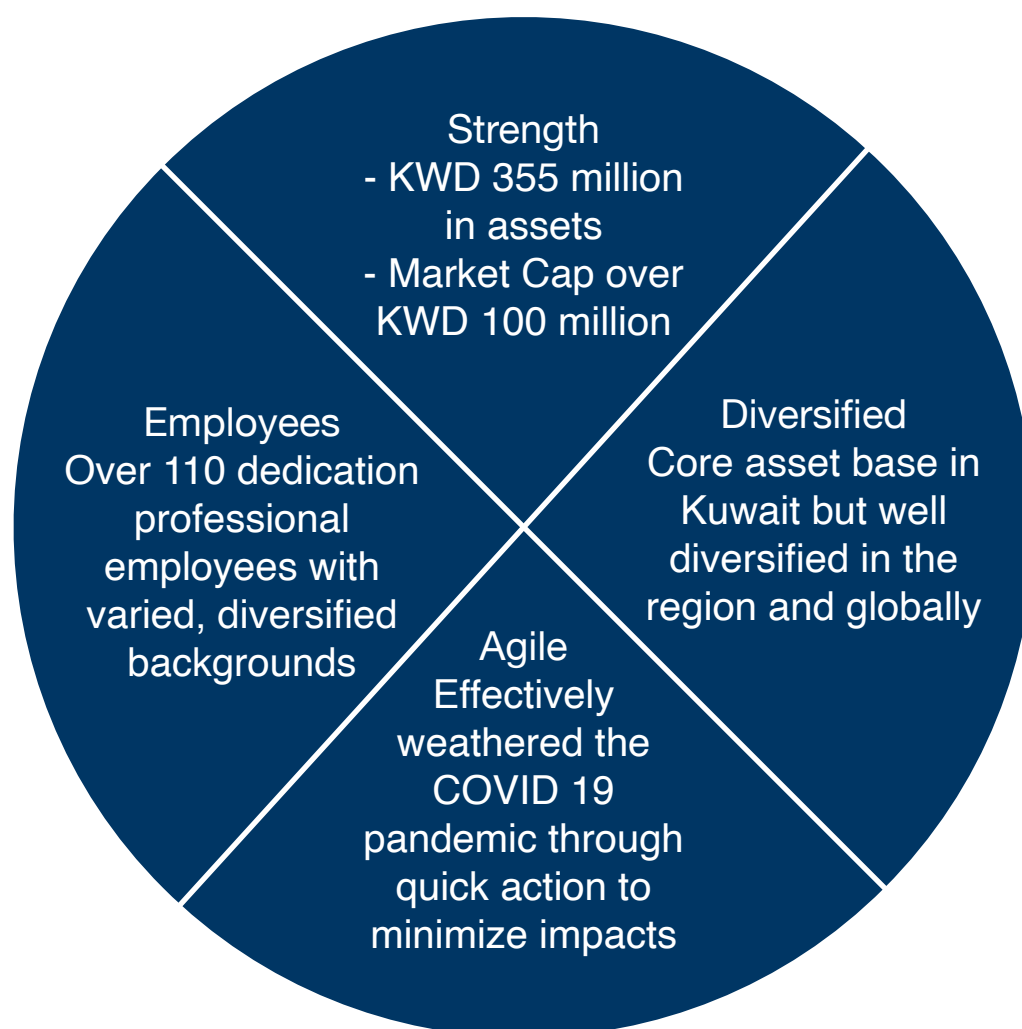 Strength
- KWD 355 million
in assets
- Market Cap over
KWD 100 million
Employees
Over 110 dedication
professional
employees with
varied, diversified
backgrounds
Diversified
Core asset base in
Kuwait but well
diversified in the
region and globally
Agile
Effectively
weathered the
COVID 19
pandemic through
quick action to
minimize impacts